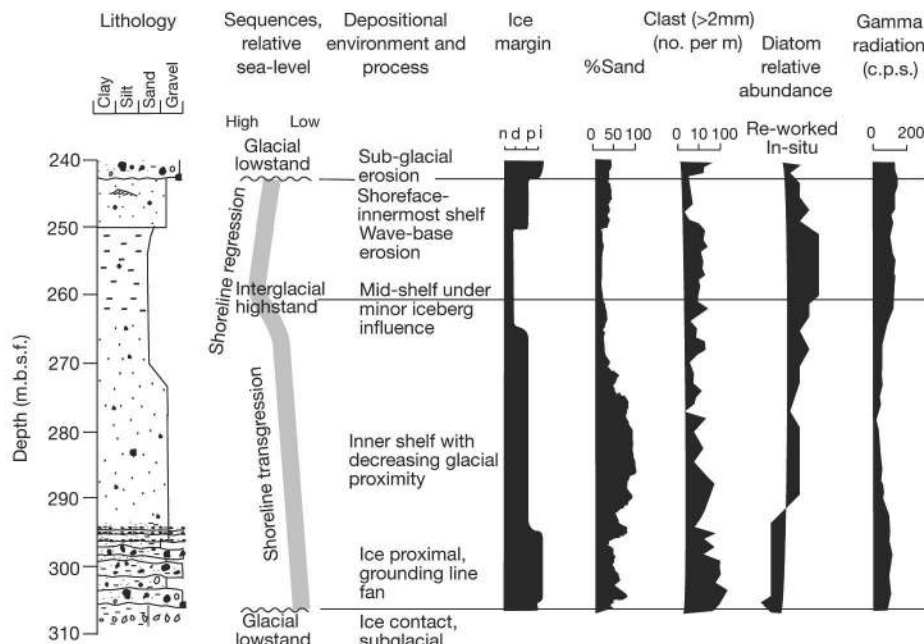 Lithology
Sequences,
relative
sea-level
Depositional
environment and
process
Ice
margin
%Sand
Clast (>2mm)
(no. per m)
Diatom
relative
abundance
Gamma
radiation
(c.p.s.)
Clay
Silt
Sand
Gravel
High Low
n d p i
0 50 100
0 10 100
Re-worked
In-situ
0 200
Depth (m.b.s.f.)
240
250
260
270
280
290
300
310
Glacial
lowstand
Shoreline regression
Interglacial
highstand
Shoreline transgression
Glacial
lowstand
Sub-glacial
erosion
Shoreface-
innermost shelf
Wave-base
erosion
Mid-shelf under
minor iceberg
influence
Inner shelf with
decreasing glacial
proximity
Ice proximal,
grounding line
fan
Ice contact,
subglacial